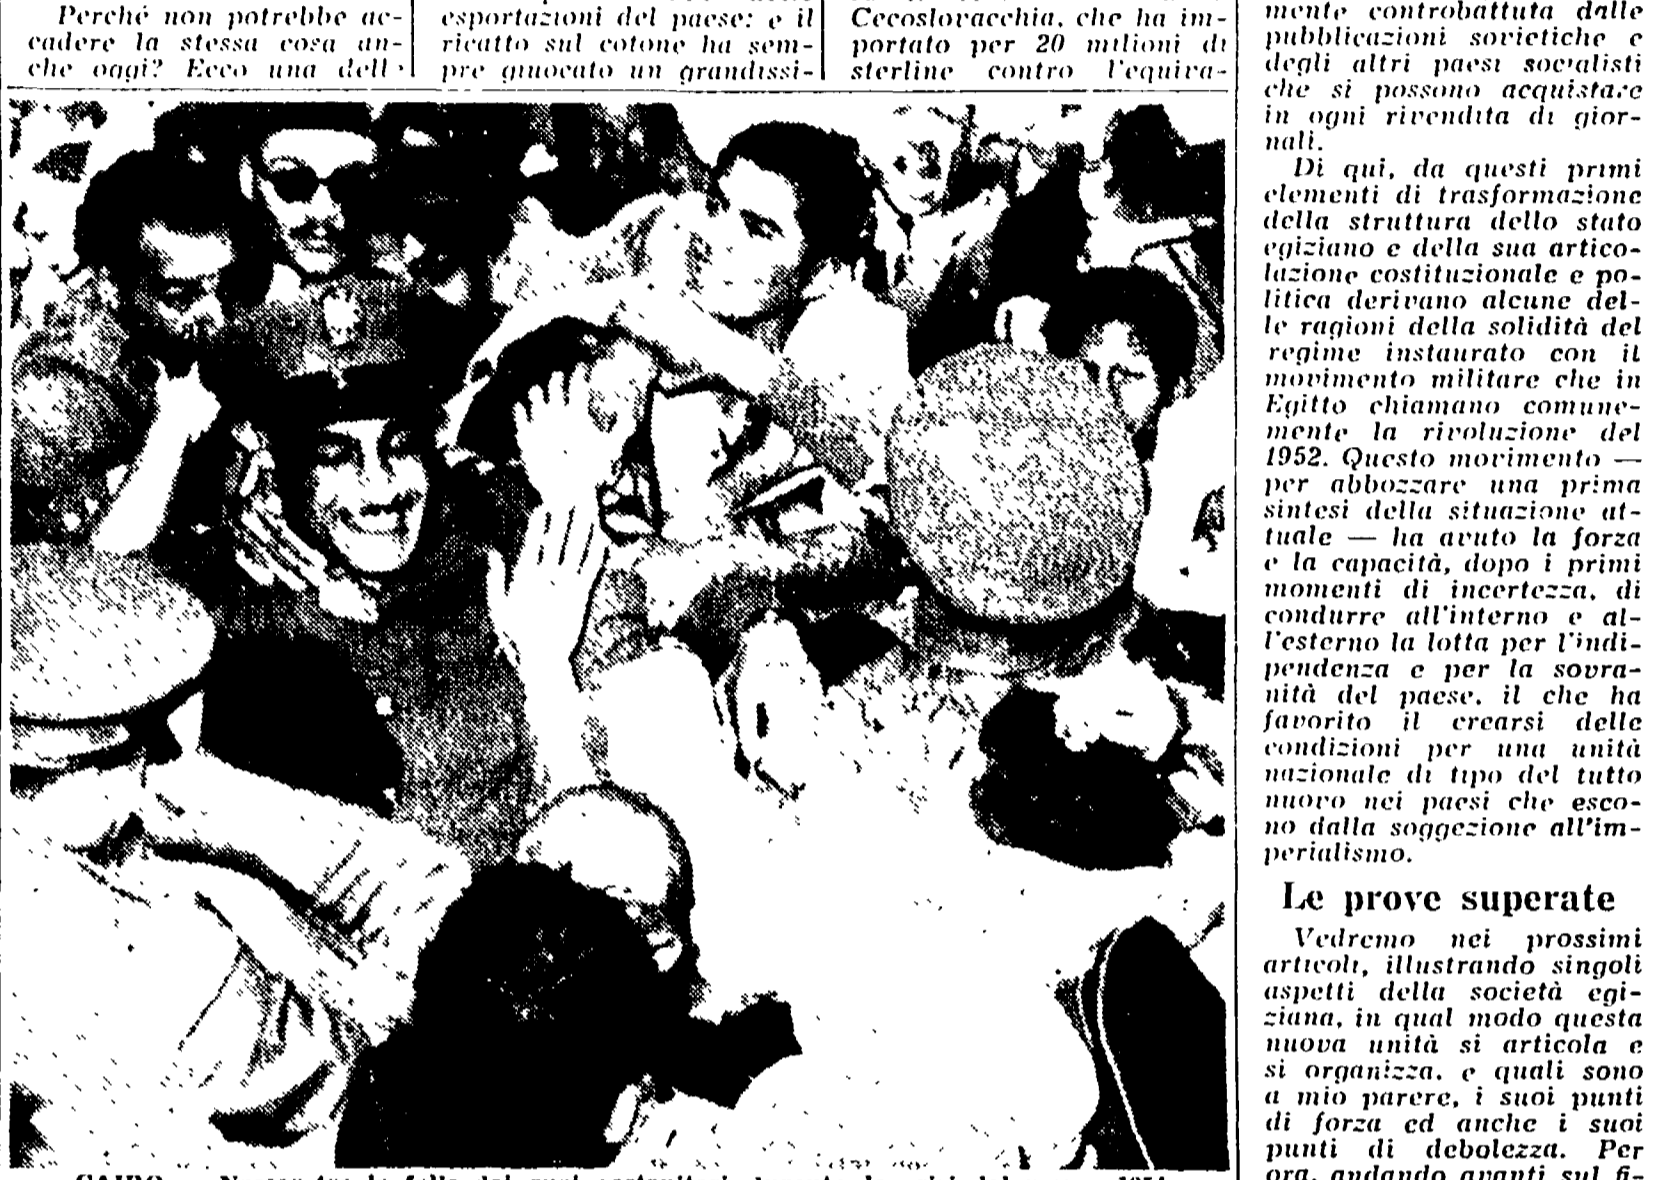 Perché non potrebbe ac-
cadere la stessa cosa an-
che oggi? Ecco una dell
esportazioni del paese: e il
ricatto sul cotone ha sem-
pre giuocato un grandissi-
Cecoslovacchia, che ha im-
portato per 20 milioni di
sterline contro l'equiva-
mente controbattuta dalle
pubblicazioni sovietiche e
degli altri paesi socialisti
che si possono acquistare
in ogni rivendita di gior-
nali.
Di qui, da questi primi
elementi di trasformazione
della struttura dello stato
egiziano e della sua artico-
lazione costituzionale e po-
litica derivano alcune del-
le ragioni della solidità del
regime instaurato con il
movimento militare che in
Egitto chiamano comune-
mente la rivoluzione del
1952. Questo movimento —
per abbozzare una prima
sintesi della situazione at-
tuale — ha avuto la forza
e la capacità, dopo i primi
momenti di incertezza, di
condurre all'interno e al-
l'esterno la lotta per l'indi-
pendenza e per la sovra-
nità del paese, il che ha
favorito il crearsi delle
condizioni per una unità
nazionale di tipo del tutto
nuovo nei paesi che esco-
no dalla soggezione all'im-
perialismo.
Le prove superate
Vedremo nei prossimi
articoli, illustrando singoli
aspetti della società egi-
ziana, in qual modo questa
nuova unità si articola e
si organizza, e quali sono
a mio parere, i suoi punti
di forza ed anche i suoi
punti di debolezza. Per
ora, andando avanti sul fi-